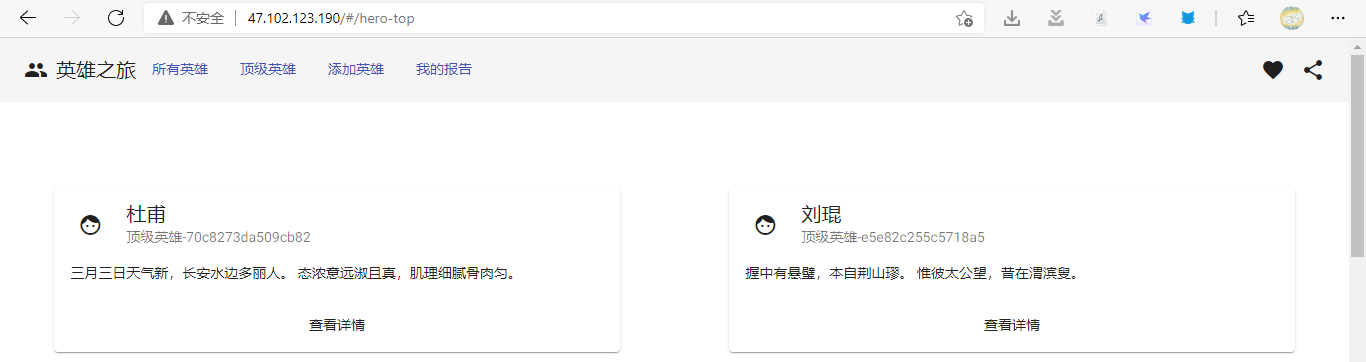 不安全 47.102.123.190/#/hero-top
英雄之旅 所有英雄 顶级英雄 添加英雄 我的报告
杜甫
顶级英雄-70c8273da509cb82
三月三日天气新，长安水边多丽人。 态浓意远淑且真，肌理细腻骨肉匀。
查看详情
刘琨
顶级英雄-e5e82c255c5718a5
握中有悬璧，本自荆山璆。 惟彼太公望，昔在渭滨叟。
查看详情